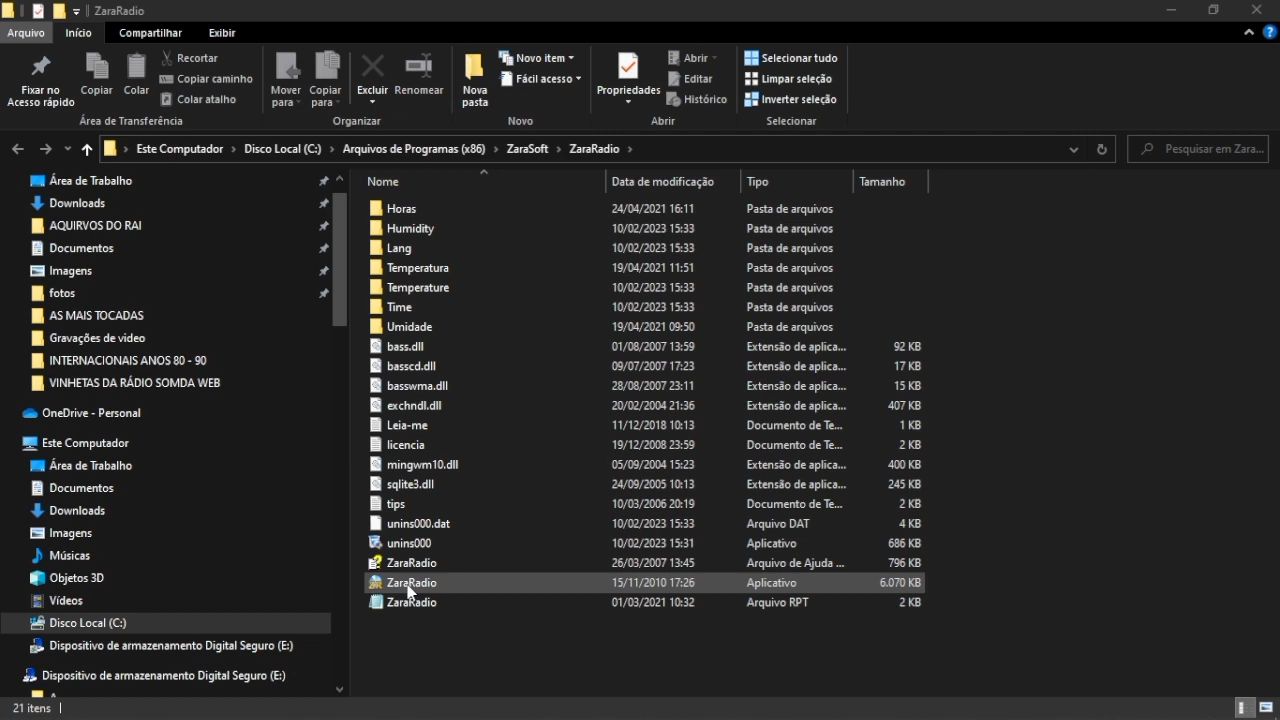 ZaraRadio
Arquivo Início Compartilhar Exibir
Fixar no Acesso rápido
Copiar
Colar
Recortar
Copiar caminho
Colar atalho
Área de Transferência
Mover para
Copiar para
Excluir
Renomear
Organizar
Nova pasta
Novo item
Fácil acesso
Novo
Propriedades
Abrir
Editar
Histórico
Abrir
Selecionar tudo
Limpar seleção
Inverter seleção
Selecionar
Este Computador > Disco Local (C:) > Arquivos de Programas (x86) > ZaraSoft > ZaraRadio >
Pesquisar em Zara...
Área de Trabalho
Downloads
AQUIRVOS DO RAI
Documentos
Imagens
fotos
AS MAIS TOCADAS
Gravações de video
INTERNACIONAIS ANOS 80 - 90
VINHETAS DA RÁDIO SOMDA WEB
OneDrive - Personal
Este Computador
Área de Trabalho
Documentos
Downloads
Imagens
Músicas
Objetos 3D
Vídeos
Disco Local (C:)
Dispositivo de armazenamento Digital Seguro (E:)
Dispositivo de armazenamento Digital Seguro (E:)
Nome Data de modificação Tipo Tamanho
Horas 24/04/2021 16:11 Pasta de arquivos
Humidity 10/02/2023 15:33 Pasta de arquivos
Lang 10/02/2023 15:33 Pasta de arquivos
Temperatura 19/04/2021 11:51 Pasta de arquivos
Temperature 10/02/2023 15:33 Pasta de arquivos
Time 10/02/2023 15:33 Pasta de arquivos
Umidade 19/04/2021 09:50 Pasta de arquivos
bass.dll 01/08/2007 13:59 Extensão de aplica... 92 KB
basscd.dll 09/07/2007 17:23 Extensão de aplica... 17 KB
basswma.dll 28/08/2007 23:11 Extensão de aplica... 15 KB
exchndl.dll 20/02/2004 21:36 Extensão de aplica... 407 KB
Leia-me 11/12/2018 10:13 Documento de Te... 1 KB
licencia 19/12/2008 23:59 Documento de Te... 2 KB
mingwm10.dll 05/09/2004 15:23 Extensão de aplica... 400 KB
sqlite3.dll 24/09/2005 10:13 Extensão de aplica... 245 KB
tips 10/03/2006 20:19 Documento de Te... 2 KB
unins000.dat 10/02/2023 15:33 Arquivo DAT 4 KB
unins000 10/02/2023 15:31 Aplicativo 686 KB
ZaraRadio 26/03/2007 13:45 Arquivo de Ajuda ... 796 KB
ZaraRadio 15/11/2010 17:26 Aplicativo 6.070 KB
ZaraRadio 01/03/2021 10:32 Arquivo RPT 2 KB
21 itens